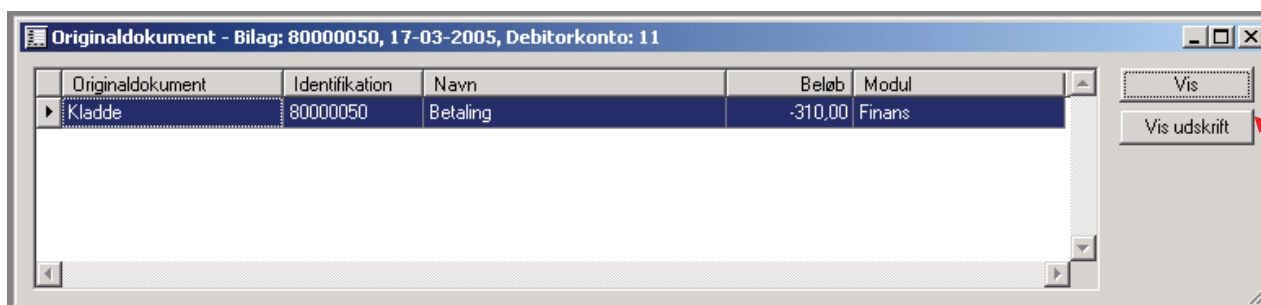 Originaldokument - Bilag: 80000050, 17-03-2005, Debitorkonto: 11
Originaldokument Identifikation Navn Beløb Modul
Kladde 80000050 Betaling -310,00 Finans
Vis
Vis udskrift